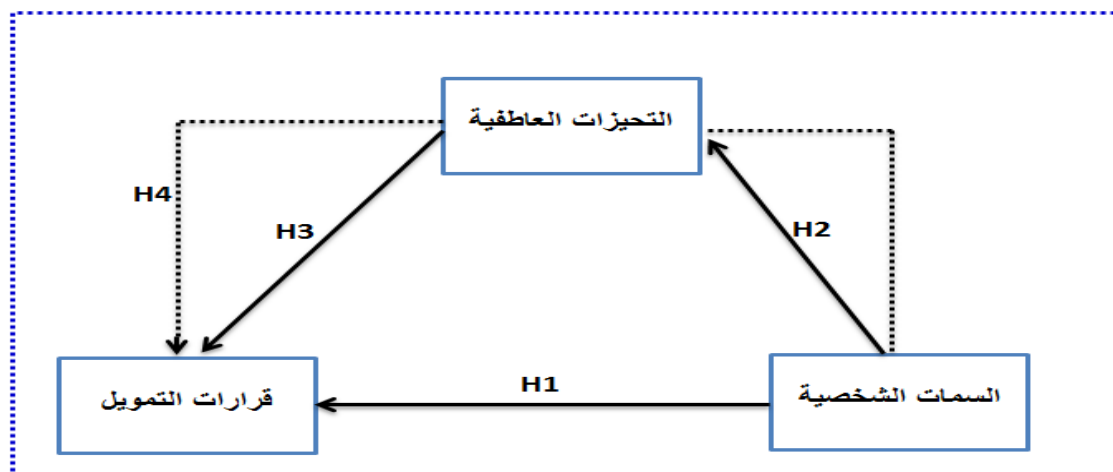 التحيزات العاطفية
H4
H3
H2
السمات الشخصية
H1
قرارات التمويل